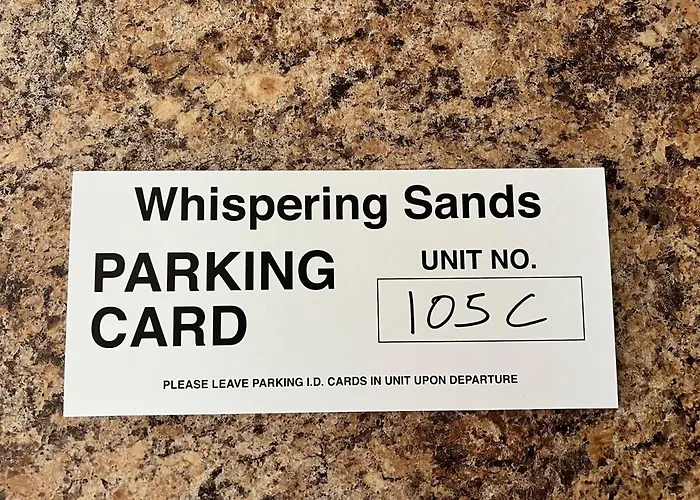 Whispering Sands
PARKING
CARD
UNIT NO.
105C
PLEASE LEAVE PARKING I.D. CARDS IN UNIT UPON DEPARTURE